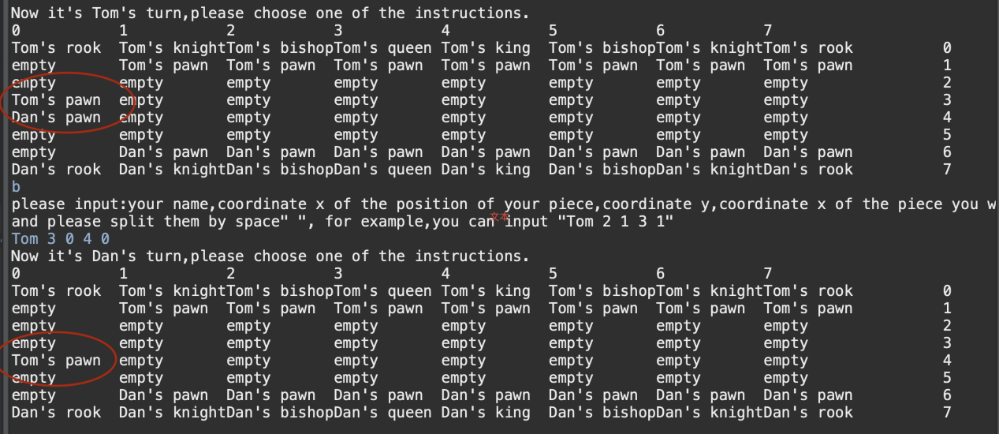 Now it's Tom's turn,please choose one of the instructions.
0 1 2 3 4 5 6 7
Tom's rook Tom's knightTom's bishopTom's queen Tom's king Tom's bishopTom's knightTom's rook 0
empty Tom's pawn Tom's pawn Tom's pawn Tom's pawn Tom's pawn Tom's pawn Tom's pawn 1
empty empty empty empty empty empty empty empty 2
Tom's pawn empty empty empty empty empty empty empty 3
Dan's pawn empty empty empty empty empty empty empty 4
empty empty empty empty empty empty empty empty 5
empty Dan's pawn Dan's pawn Dan's pawn Dan's pawn Dan's pawn Dan's pawn Dan's pawn 6
Dan's rook Dan's knightDan's bishopDan's queen Dan's king Dan's bishopDan's knightDan's rook 7
b
please input:your name,coordinate x of the position of your piece,coordinate y,coordinate x of the piece you w
文本
and please split them by space" ", for example,you can input "Tom 2 1 3 1"
Tom 3 0 4 0
Now it's Dan's turn,please choose one of the instructions.
0 1 2 3 4 5 6 7
Tom's rook Tom's knightTom's bishopTom's queen Tom's king Tom's bishopTom's knightTom's rook 0
empty Tom's pawn Tom's pawn Tom's pawn Tom's pawn Tom's pawn Tom's pawn Tom's pawn 1
empty empty empty empty empty empty empty empty 2
empty empty empty empty empty empty empty empty 3
Tom's pawn empty empty empty empty empty empty empty 4
empty empty empty empty empty empty empty empty 5
empty Dan's pawn Dan's pawn Dan's pawn Dan's pawn Dan's pawn Dan's pawn Dan's pawn 6
Dan's rook Dan's knightDan's bishopDan's queen Dan's king Dan's bishopDan's knightDan's rook 7